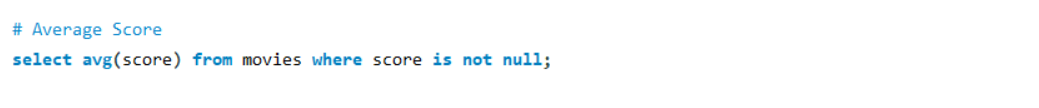 # Average Score
select avg(score) from movies where score is not null;